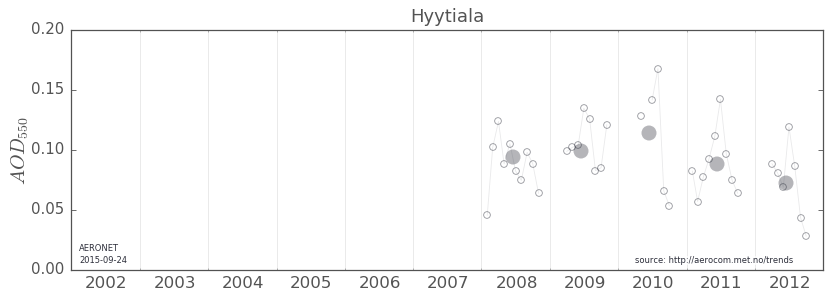 Hyytiala
0.20
0.15
0.10
0.05
0.00
AOD550
AERONET
2015-09-24
source: http://aerocom.met.no/trends
2002 2003 2004 2005 2006 2007 2008 2009 2010 2011 2012